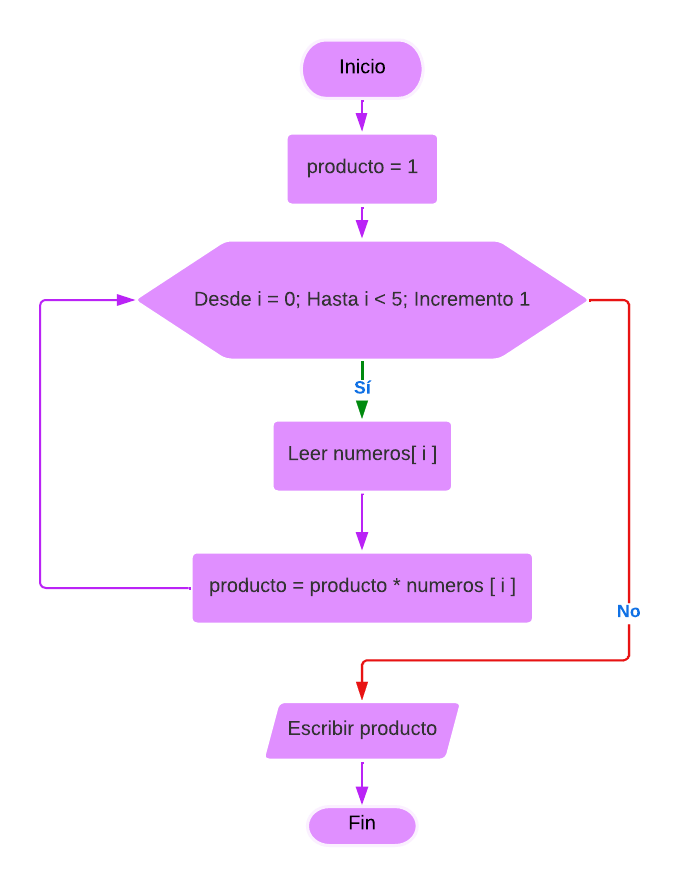 Inicio
producto = 1
Desde i = 0; Hasta i < 5; Incremento 1
Sí
Leer numeros[ i ]
producto = producto * numeros [ i ]
No
Escribir producto
Fin